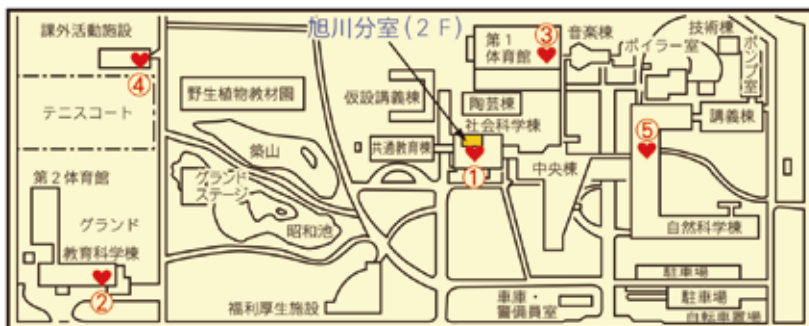 課外活動施設
④
テニスコート
第2体育館
グランド
教育科学棟
②
野生植物教材園
築山
グランド
ステージ
昭和池
福利厚生施設
旭川分室(2F)
仮設講義棟
共通教育棟
第1
体育館
③
陶芸棟
社会科学棟
①
中央棟
音楽棟
ボイラー室
技術棟
ポンプ室
講義棟
⑤
自然科学棟
駐車場
駐車場
自転車置場
車庫・
警備員室